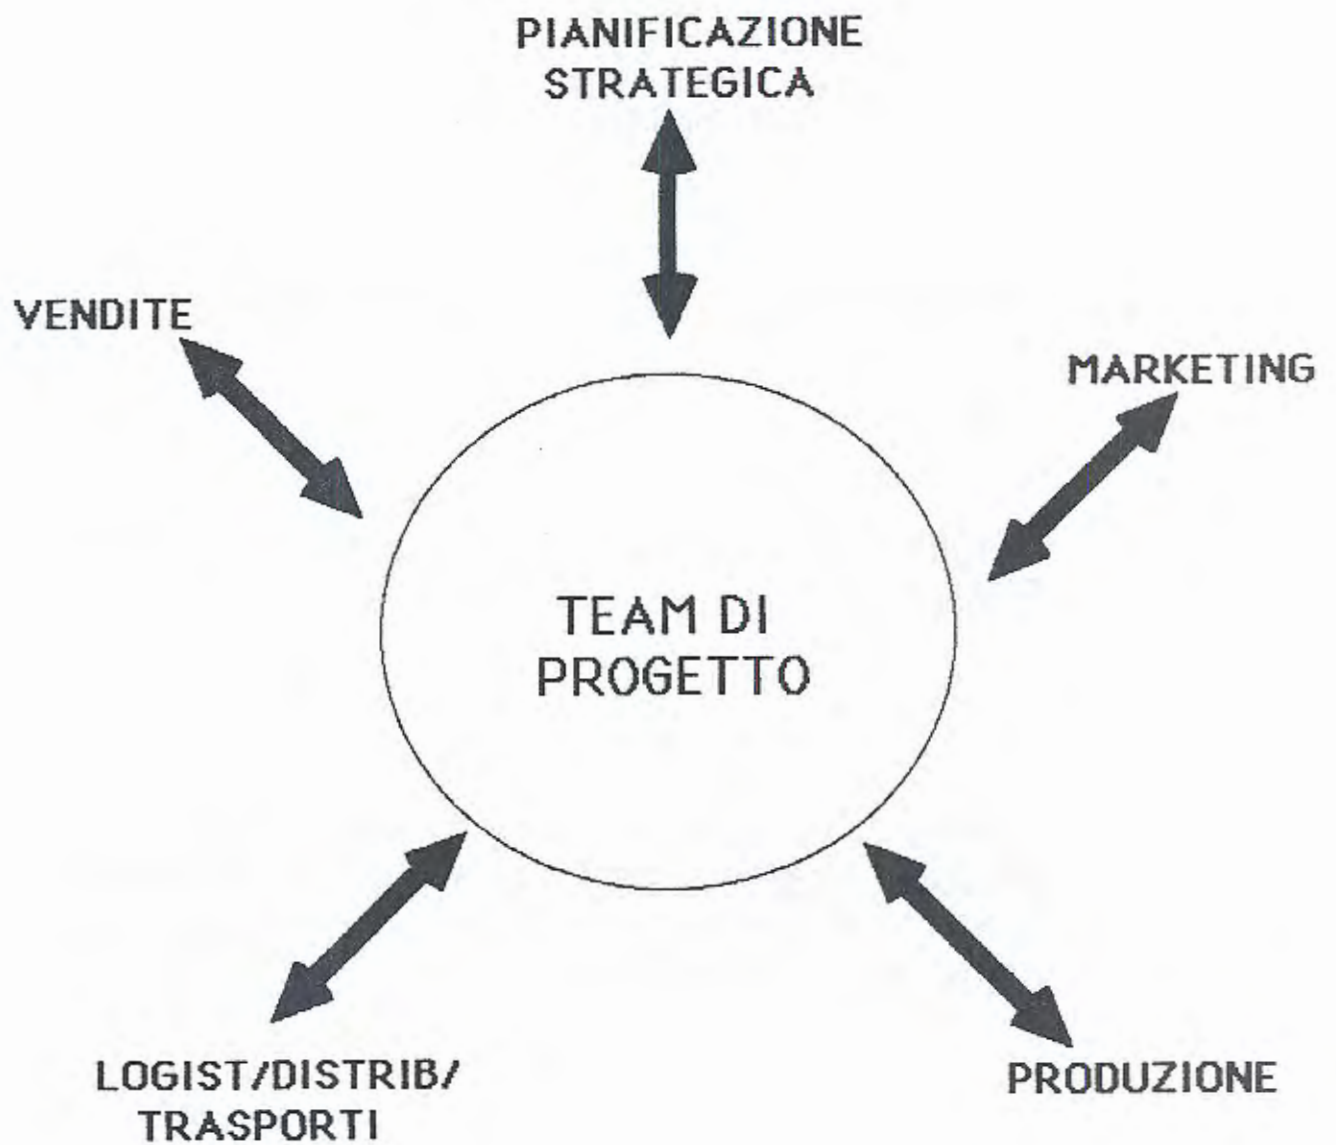 PIANIFICAZIONE
STRATEGICA
VENDITE
MARKETING
TEAM DI
PROGETTO
LOGIST/DISTRIB/
TRASPORTI
PRODUZIONE